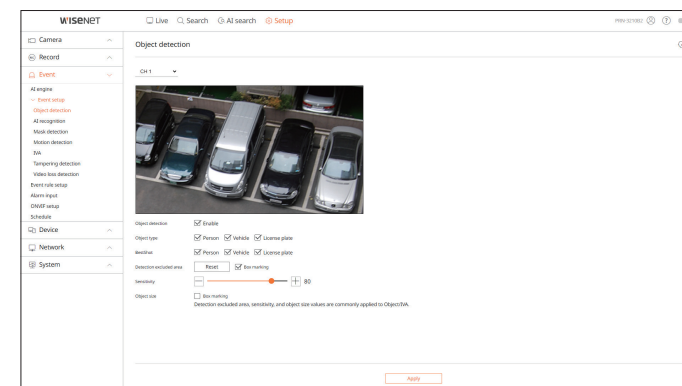 WISENET
Live Search AI search Setup
PRN-3210B2
Camera
Record
Event
AI engine
Event setup
Object detection
AI recognition
Mask detection
Motion detection
IVA
Tampering detection
Video loss detection
Event rule setup
Alarm input
ONVIF setup
Schedule
Device
Network
System
Object detection
CH 1
Object detection Enable
Object type Person Vehicle License plate
BestShot Person Vehicle License plate
Detection excluded area Reset Box marking
Sensitivity 80
Object size Box marking
Detection excluded area, sensitivity, and object size values are commonly applied to Object/IVA.
Apply